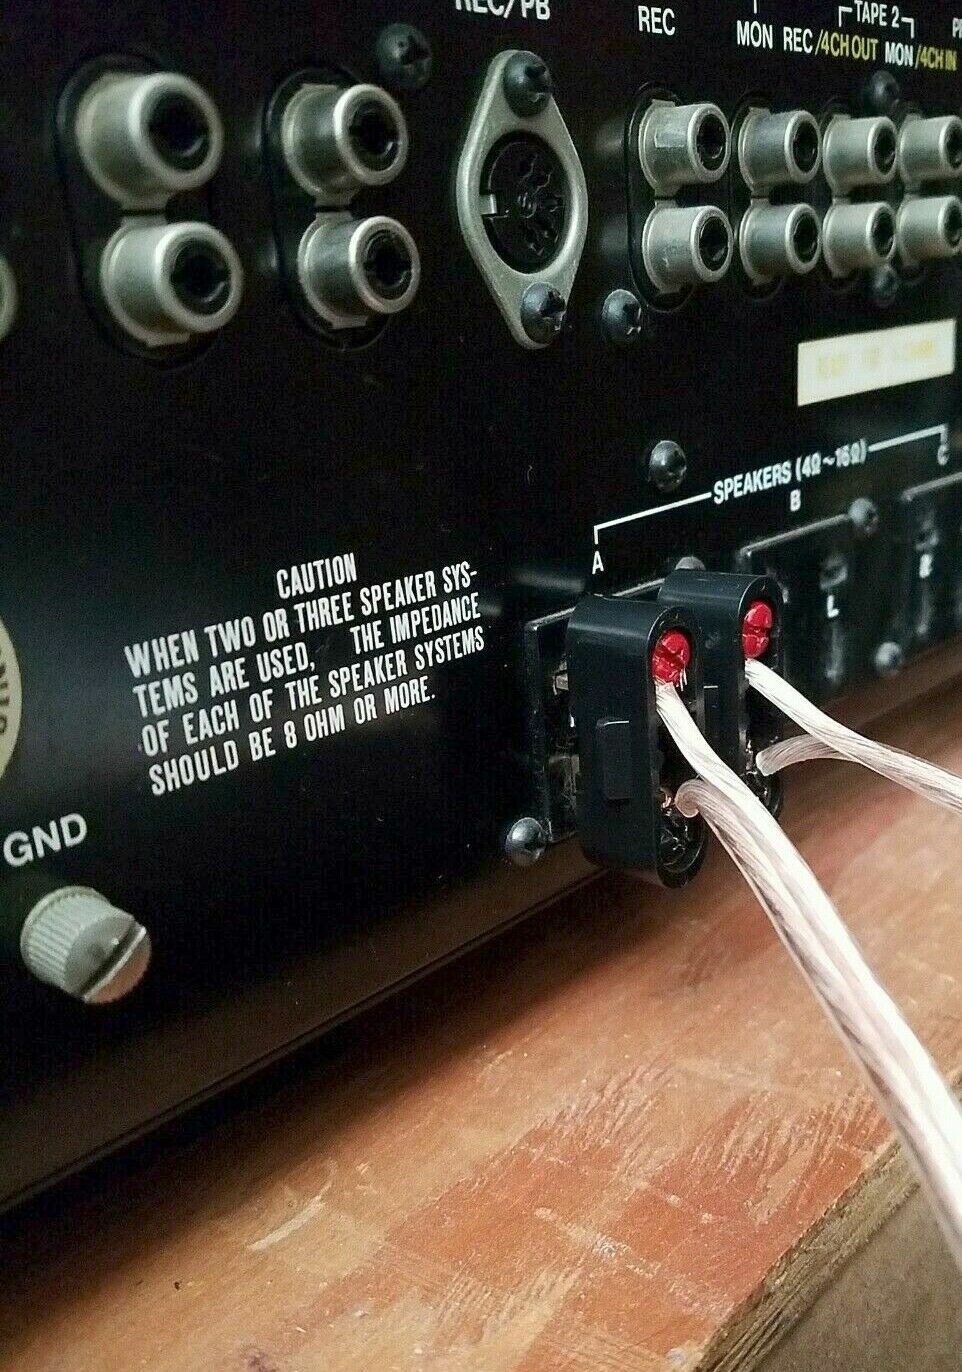 REC/PB
REC
TAPE 2
MON REC/4CH OUT MON/4CH IN
SPEAKERS (4Ω~16Ω)
A B C
L R
CAUTION
WHEN TWO OR THREE SPEAKER SYS-
TEMS ARE USED, THE IMPEDANCE
OF EACH OF THE SPEAKER SYSTEMS
SHOULD BE 8 OHM OR MORE.
GND